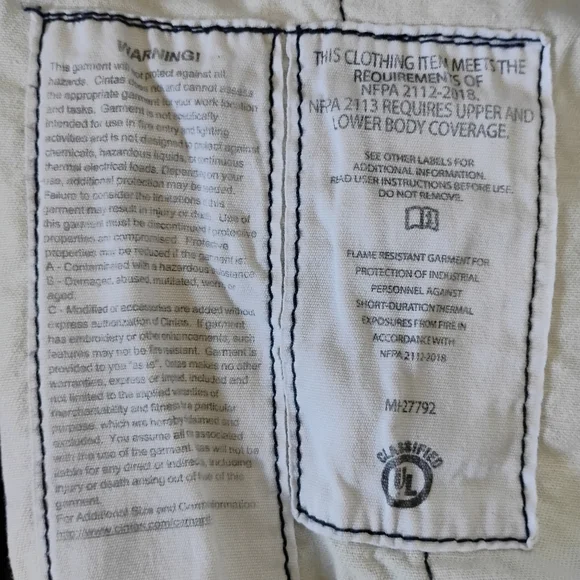 WARNING!
This garment will not protect against all
hazards. Cintas does not and cannot assess
the appropriate garment for your work location
and tasks. Garment is not specifically
intended for use in fire entry and fighting
activities and is not designed to protect against
chemicals, hazardous liquids, or continuous
thermal electrical loads. Depending on your
use, additional protection may be needed.
Failure to consider the limitations of this
garment may result in injury or death. Use of
this garment must be discontinued if protective
properties are compromised. Protective
properties may be reduced if the garment is:
A - Contaminated with a hazardous substance
B - Damaged, abused, mutilated, worn or
aged
C - Modified or accessories are added without
express authorization of Cintas. If garment
has embroidery or other enhancements, such
features may not be fire resistant. Garment is
provided to you "as is". Cintas makes no other
warranties, express or implied, included and
not limited to the implied warranties of
merchantability and fitness for a particular
purpose, which are hereby disclaimed and
excluded. You assume all risk associated
with the use of the garment. Cintas will not be
liable for any direct or indirect, including
injury or death arising out of use of this
garment.
For Additional Size and Care Information
http://www.cintas.com/garment
THIS CLOTHING ITEM MEETS THE
REQUIREMENTS OF
NFPA 2112-2018.
NFPA 2113 REQUIRES UPPER AND
LOWER BODY COVERAGE.
SEE OTHER LABELS FOR
ADDITIONAL INFORMATION.
READ USER INSTRUCTIONS BEFORE USE.
DO NOT REMOVE.
FLAME RESISTANT GARMENT FOR
PROTECTION OF INDUSTRIAL
PERSONNEL AGAINST
SHORT-DURATION THERMAL
EXPOSURES FROM FIRE IN
ACCORDANCE WITH
NFPA 2112-2018
MH27792
CLASSIFIED
UL